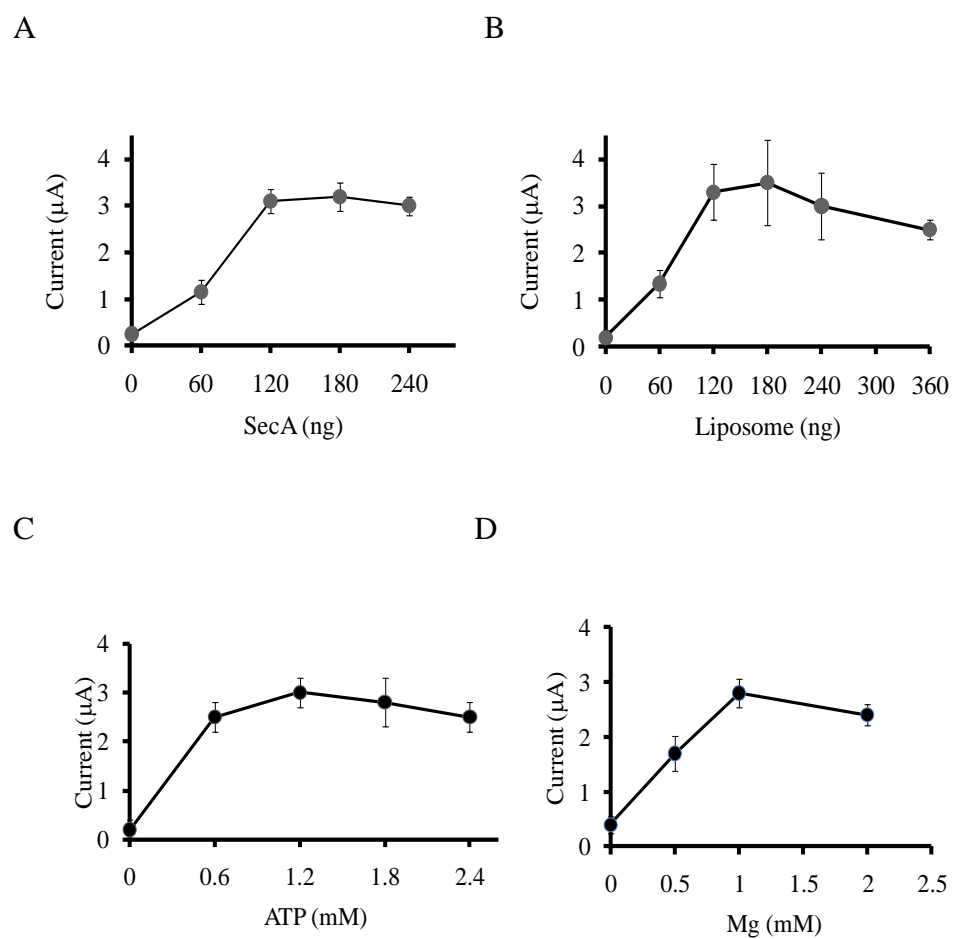 A
B
Current (μA)
4
3
2
1
0
0 60 120 180 240
SecA (ng)
Current (μA)
4
3
2
1
0
0 60 120 180 240 300 360
Liposome (ng)
C
D
Current (μA)
4
3
2
1
0
0 0.6 1.2 1.8 2.4
ATP (mM)
Current (μA)
4
3
2
1
0
0 0.5 1 1.5 2 2.5
Mg (mM)